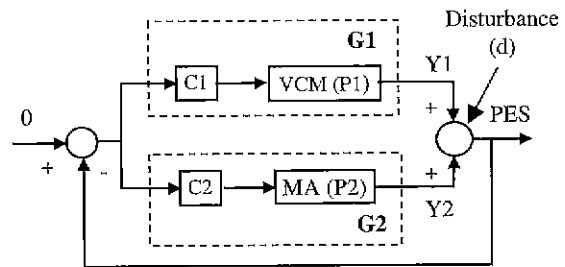 Disturbance
(d)
G1
C1
VCM (P1)
Y1
+
PES
0
+
-
C2
MA (P2)
+
Y2
G2